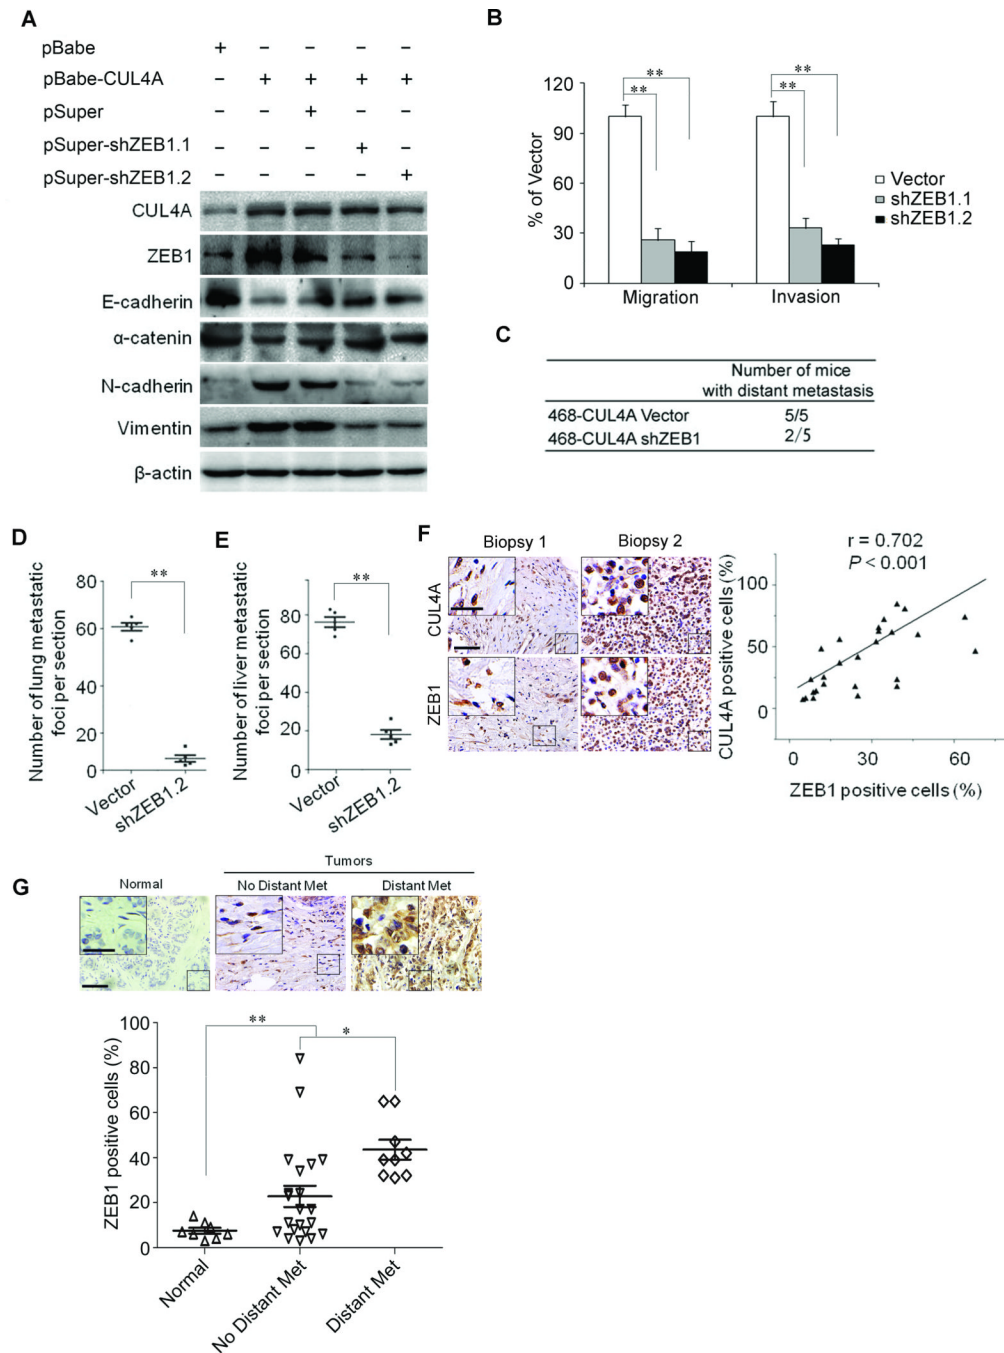 A
pBabe + – – – –
pBabe-CUL4A – + + + +
pSuper – – + – –
pSuper-shZEB1.1 – – – + –
pSuper-shZEB1.2 – – – – +
CUL4A
ZEB1
E-cadherin
α-catenin
N-cadherin
Vimentin
β-actin
B
% of Vector
120
90
60
30
0
** ** ** **
Migration Invasion
Vector
shZEB1.1
shZEB1.2
C
Number of mice
with distant metastasis
468-CUL4A Vector 5/5
468-CUL4A shZEB1 2/5
D
Number of lung metastatic
foci per section
80
60
40
20
0
**
Vector
shZEB1.2
E
Number of liver metastatic
foci per section
80
60
40
20
0
**
Vector
shZEB1.2
F
Biopsy 1 Biopsy 2
CUL4A
ZEB1
r = 0.702
P < 0.001
CUL4A positive cells (%)
100
50
0
0 30 60
ZEB1 positive cells (%)
G
Tumors
Normal No Distant Met Distant Met
ZEB1 positive cells (%)
100
80
60
40
20
0
** *
Normal
No Distant Met
Distant Met